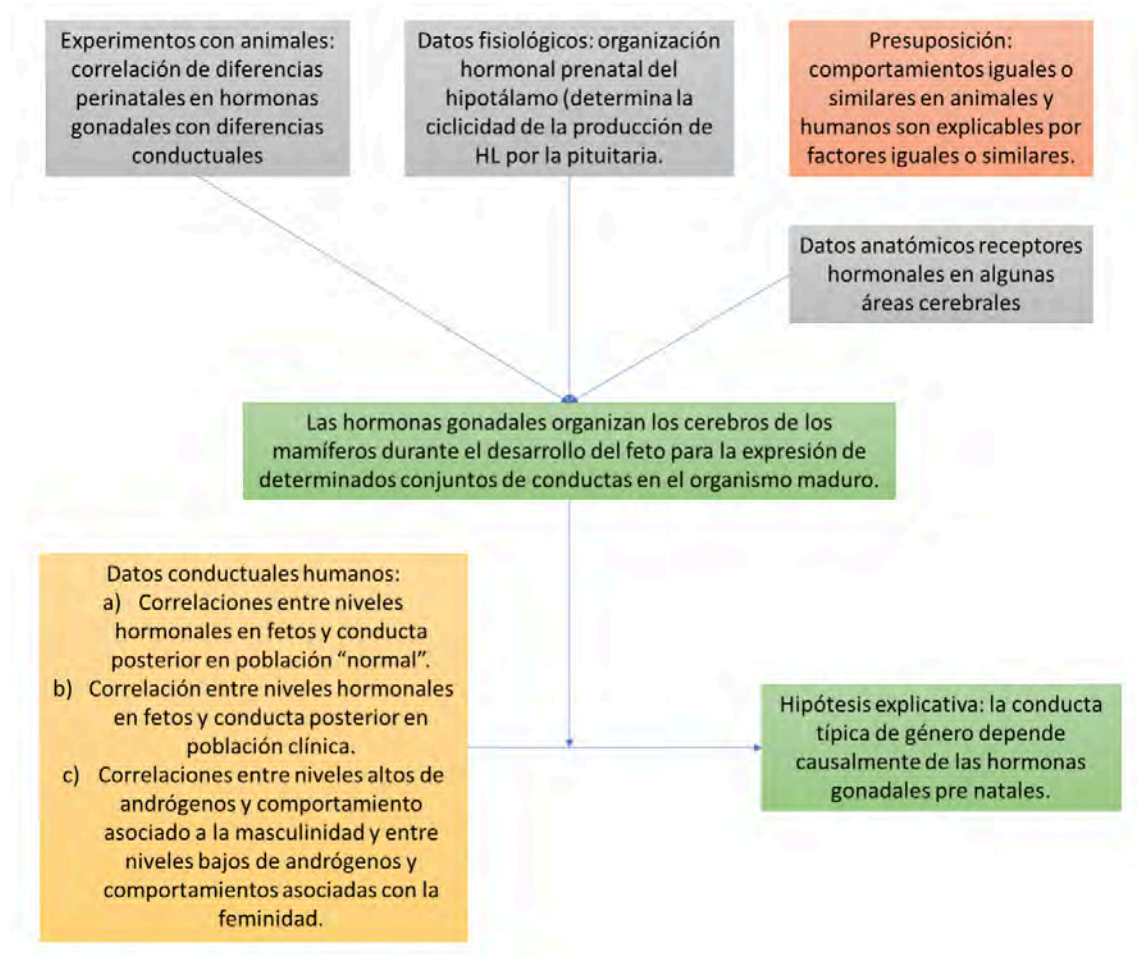 Experimentos con animales:
correlación de diferencias
perinatales en hormonas
gonadales con diferencias
conductuales
Datos fisiológicos: organización
hormonal prenatal del
hipotálamo (determina la
ciclicidad de la producción de
HL por la pituitaria.
Presuposición:
comportamientos iguales o
similares en animales y
humanos son explicables por
factores iguales o similares.
Datos anatómicos receptores
hormonales en algunas
áreas cerebrales
Las hormonas gonadales organizan los cerebros de los
mamíferos durante el desarrollo del feto para la expresión de
determinados conjuntos de conductas en el organismo maduro.
Datos conductuales humanos:
a) Correlaciones entre niveles
hormonales en fetos y conducta
posterior en población “normal”.
b) Correlación entre niveles hormonales
en fetos y conducta posterior en
población clínica.
c) Correlaciones entre niveles altos de
andrógenos y comportamiento
asociado a la masculinidad y entre
niveles bajos de andrógenos y
comportamientos asociadas con la
feminidad.
Hipótesis explicativa: la conducta
típica de género depende
causalmente de las hormonas
gonadales pre natales.